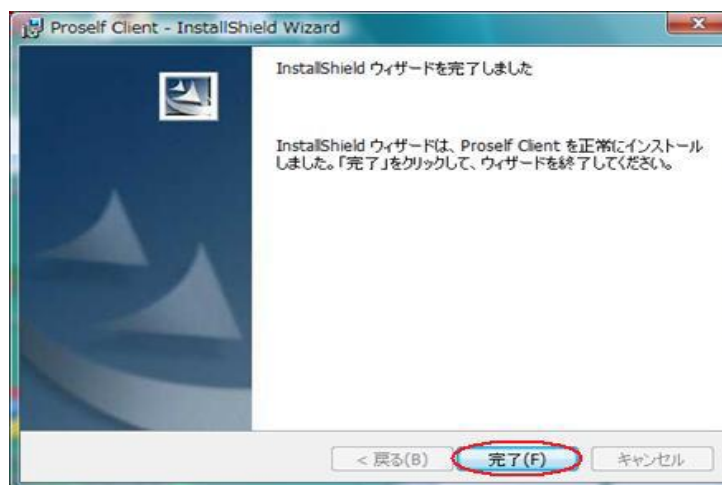 Proself Client - InstallShield Wizard
InstallShield ウィザードを完了しました
InstallShield ウィザードは、Proself Client を正常にインストール
しました。「完了」をクリックして、ウィザードを終了してください。
< 戻る(B) 完了(F) キャンセル